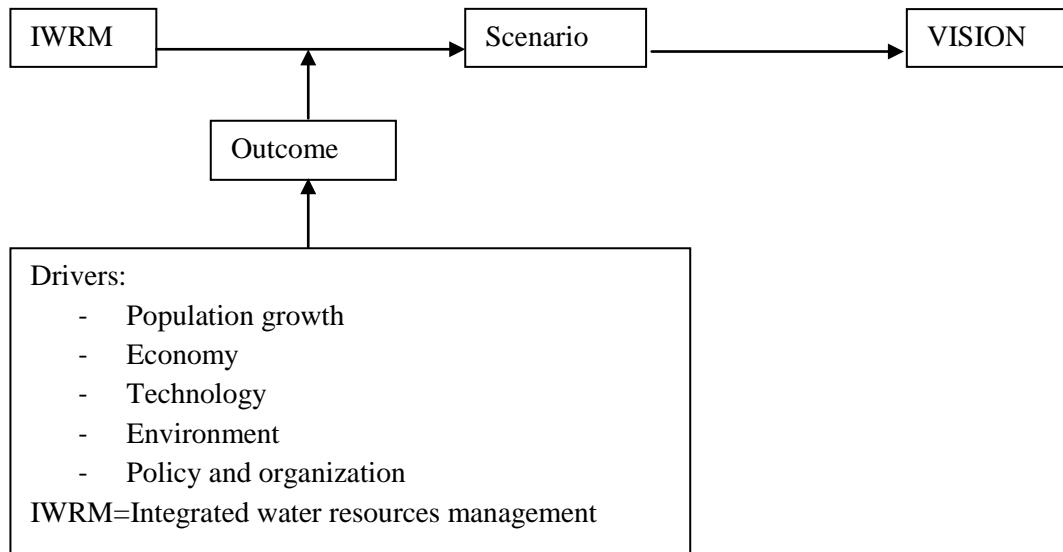 IWRM
Scenario
VISION
Outcome
Drivers:
- Population growth
- Economy
- Technology
- Environment
- Policy and organization
IWRM=Integrated water resources management